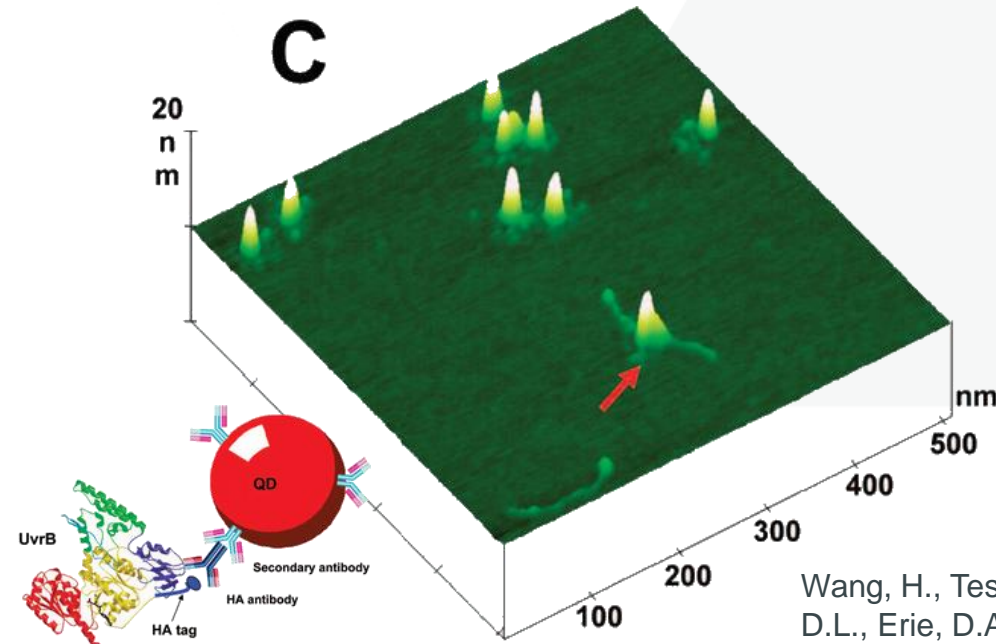 C
20
n
m
nm
500
400
300
200
100
QD
UvrB
Secondary antibody
HA antibody
HA tag
Wang, H., Tes
D.L., Erie, D.A